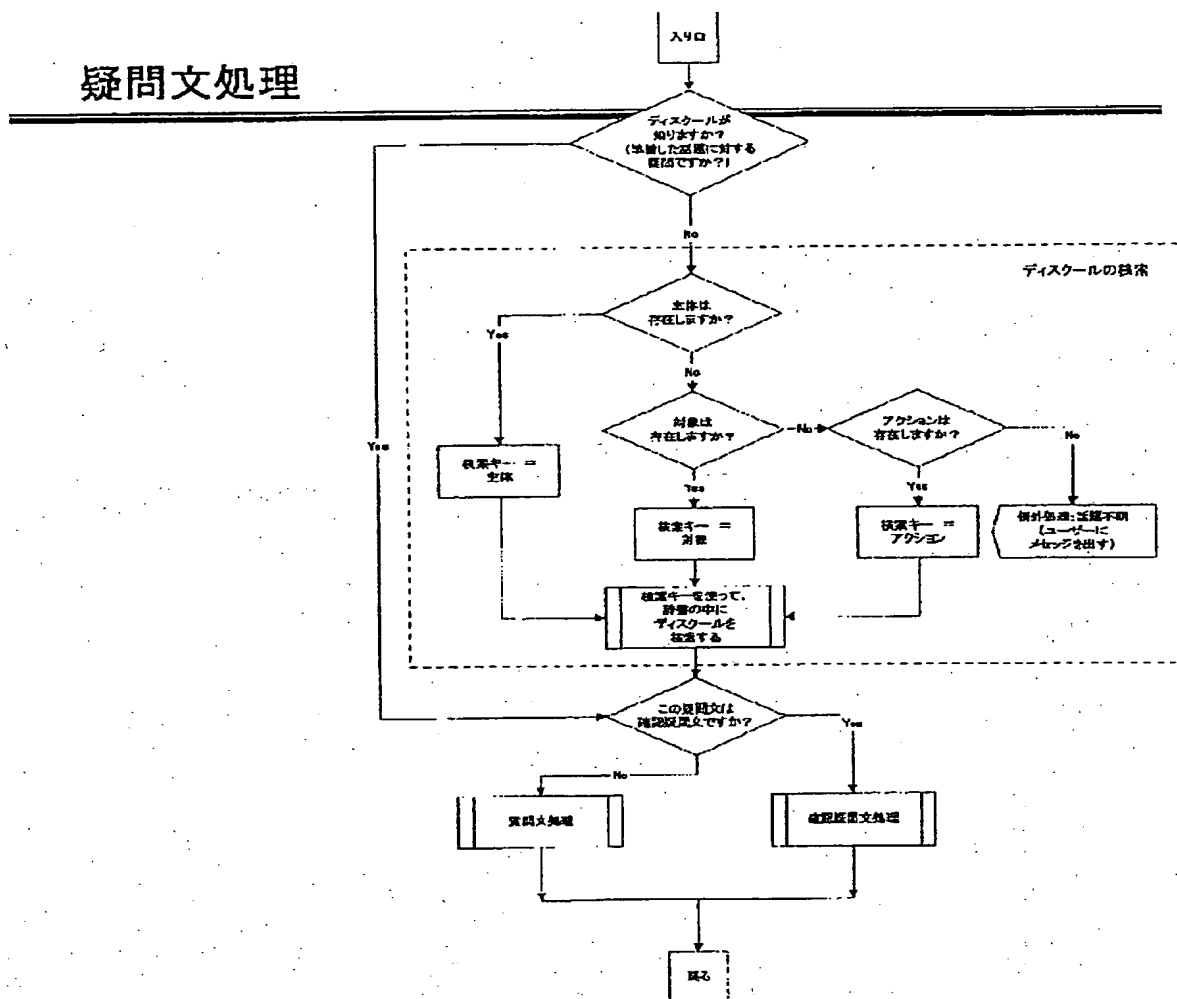 疑問文処理
入り口
ディスクールが
知りますか?
(準備した話題に対する
疑問ですか?)
No
ディスクールの検索
主体は
存在しますか?
Yes
No
対象は
存在しますか?
No
アクションは
存在しますか?
No
Yes
検索キー =
主体
Yes
Yes
検索キー =
対象
検索キー =
アクション
例外処理:話題不明
(ユーザーに
メセッジを出す)
検索キーを使って、
辞書の中に
ディスクールを
検索する
この疑問文は
確認疑問文ですか?
Yes
No
質問文処理
確認疑問文処理
戻る